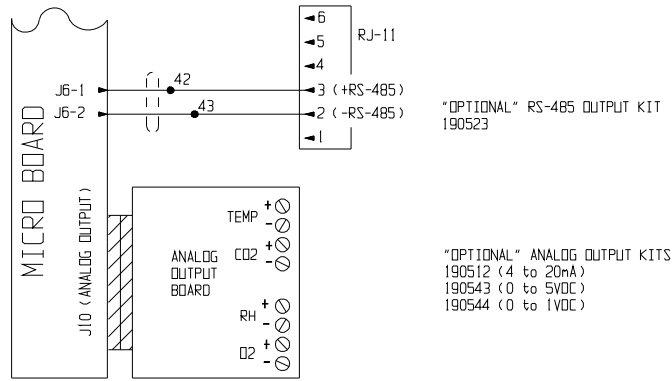 6
RJ-11
5
4
42
J6-1
3 (+RS-485)
43
J6-2
2 (-RS-485)
1
"OPTIONAL" RS-485 OUTPUT KIT
190523
MICRO BOARD
J10 (ANALOG OUTPUT)
ANALOG
OUTPUT
BOARD
TEMP + -
CO2 + -
RH + -
O2 + -
"OPTIONAL" ANALOG OUTPUT KITS
190512 (4 to 20mA)
190543 (0 to 5VDC)
190544 (0 to 1VDC)